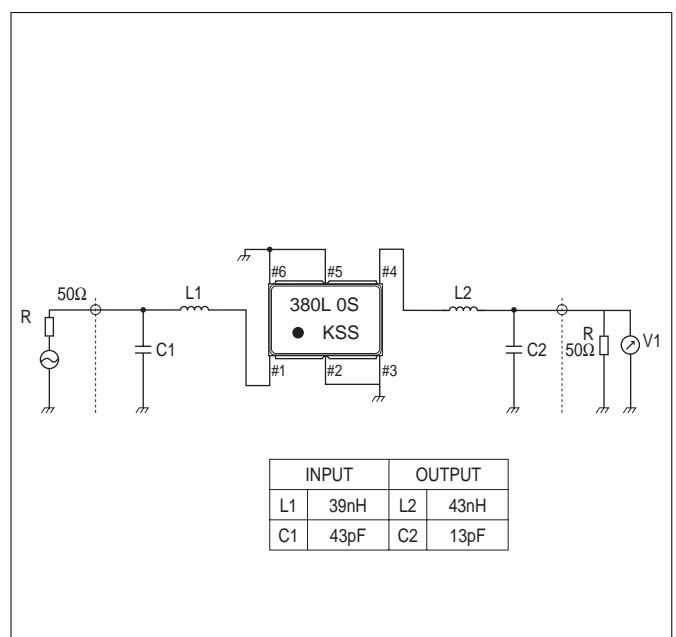 #6 #5 #4
50Ω L1 L2
380L 0S
R
50Ω V1
R C1 KSS C2
#1 #2 #3
INPUT OUTPUT
L1 39nH L2 43nH
C1 43pF C2 13pF